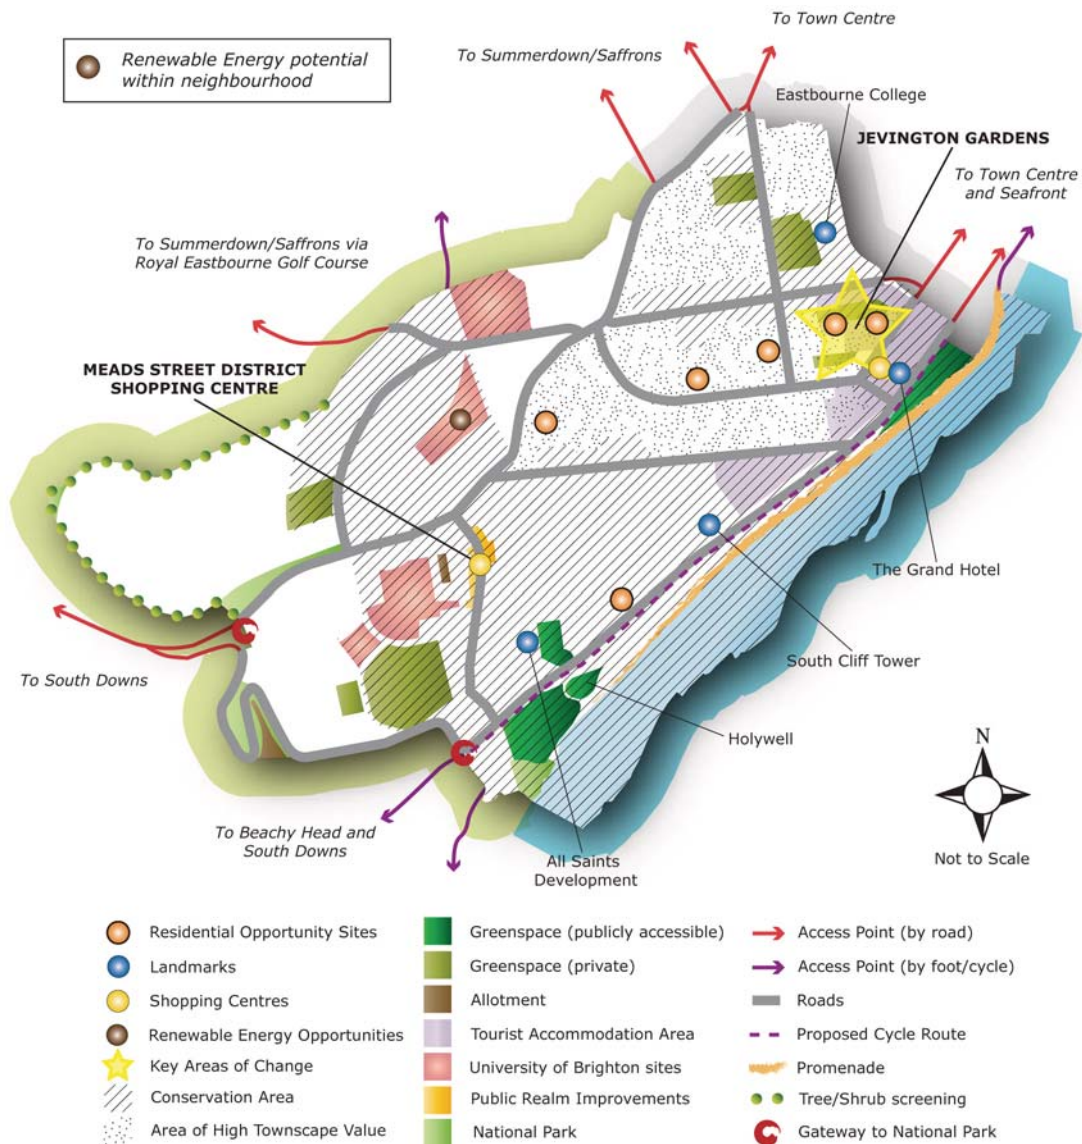 Renewable Energy potential
within neighbourhood
To Town Centre
To Summerdown/Saffrons
Eastbourne College
JEVINGTON GARDENS
To Town Centre
and Seafront
To Summerdown/Saffrons via
Royal Eastbourne Golf Course
MEADS STREET DISTRICT
SHOPPING CENTRE
The Grand Hotel
South Cliff Tower
To South Downs
Holywell
N
To Beachy Head and
South Downs
All Saints
Development
Not to Scale
Residential Opportunity Sites
Landmarks
Shopping Centres
Renewable Energy Opportunities
Key Areas of Change
Conservation Area
Area of High Townscape Value
Greenspace (publicly accessible)
Greenspace (private)
Allotment
Tourist Accommodation Area
University of Brighton sites
Public Realm Improvements
National Park
Access Point (by road)
Access Point (by foot/cycle)
Roads
Proposed Cycle Route
Promenade
Tree/Shrub screening
Gateway to National Park